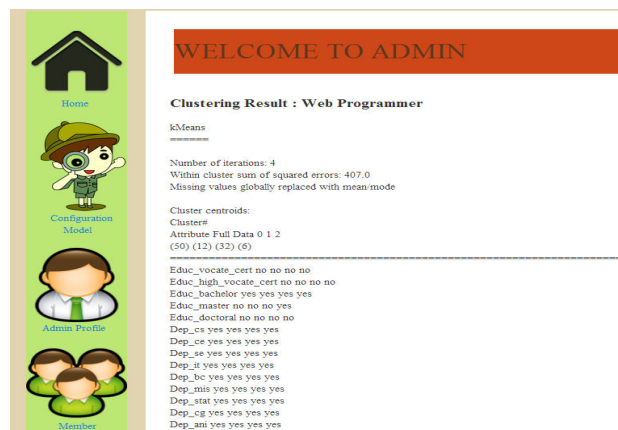 WELCOME TO ADMIN
Home
Configuration
Model
Admin Profile
Member
Clustering Result : Web Programmer
kMeans
======
Number of iterations: 4
Within cluster sum of squared errors: 407.0
Missing values globally replaced with mean/mode
Cluster centroids:
Cluster#
Attribute Full Data 0 1 2
(50) (12) (32) (6)
================================================================================
Educ_vocate_cert no no no no
Educ_high_vocate_cert no no no no
Educ_bachelor yes yes yes yes
Educ_master no no no yes
Educ_doctoral no no no no
Dep_cs yes yes yes yes
Dep_ce yes yes yes yes
Dep_se yes yes yes yes
Dep_it yes yes yes yes
Dep_bc yes yes yes yes
Dep_mis yes yes yes yes
Dep_stat yes yes yes yes
Dep_cg yes yes yes yes
Dep_ani yes yes yes yes